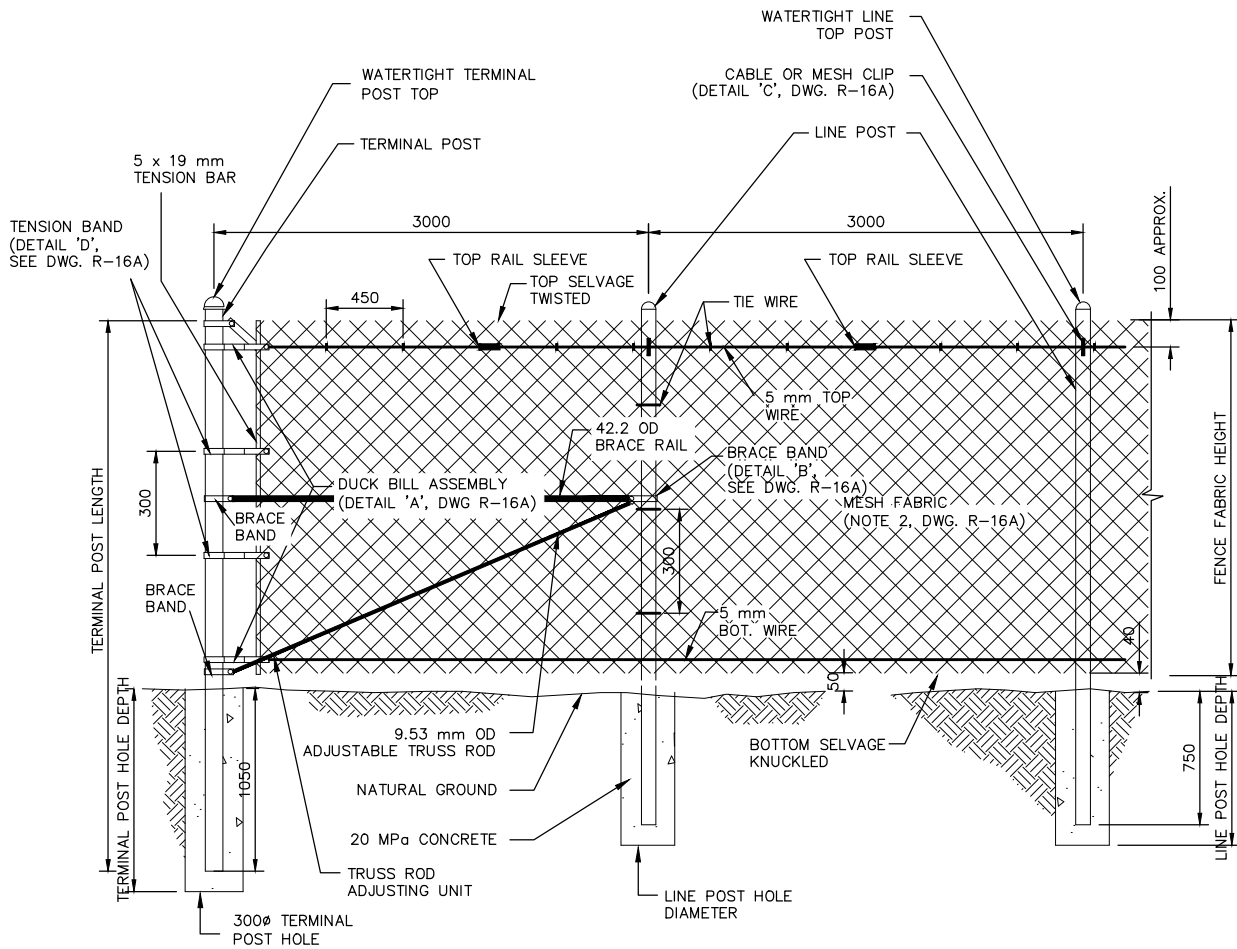 WATERTIGHT LINE
TOP POST
CABLE OR MESH CLIP
(DETAIL 'C', DWG. R-16A)
WATERTIGHT TERMINAL
POST TOP
TERMINAL POST
LINE POST
5 x 19 mm
TENSION BAR
TENSION BAND
(DETAIL 'D',
SEE DWG. R-16A)
3000
3000
100 APPROX.
TOP RAIL SLEEVE
TOP SELVAGE
TWISTED
TOP RAIL SLEEVE
450
TIE WIRE
5 mm TOP
WIRE
42.2 OD
BRACE RAIL
BRACE BAND
(DETAIL 'B',
SEE DWG. R-16A)
DUCK BILL ASSEMBLY
(DETAIL 'A', DWG R-16A)
MESH FABRIC
(NOTE 2, DWG. R-16A)
BRACE
BAND
300
300
TERMINAL POST LENGTH
FENCE FABRIC HEIGHT
BRACE
BAND
5 mm
BOT. WIRE
40
50
TERMINAL POST HOLE DEPTH
1050
9.53 mm OD
ADJUSTABLE TRUSS ROD
BOTTOM SELVAGE
KNUCKLED
750
LINE POST HOLE DEPTH
NATURAL GROUND
20 MPa CONCRETE
TRUSS ROD
ADJUSTING UNIT
LINE POST HOLE
DIAMETER
300ø TERMINAL
POST HOLE